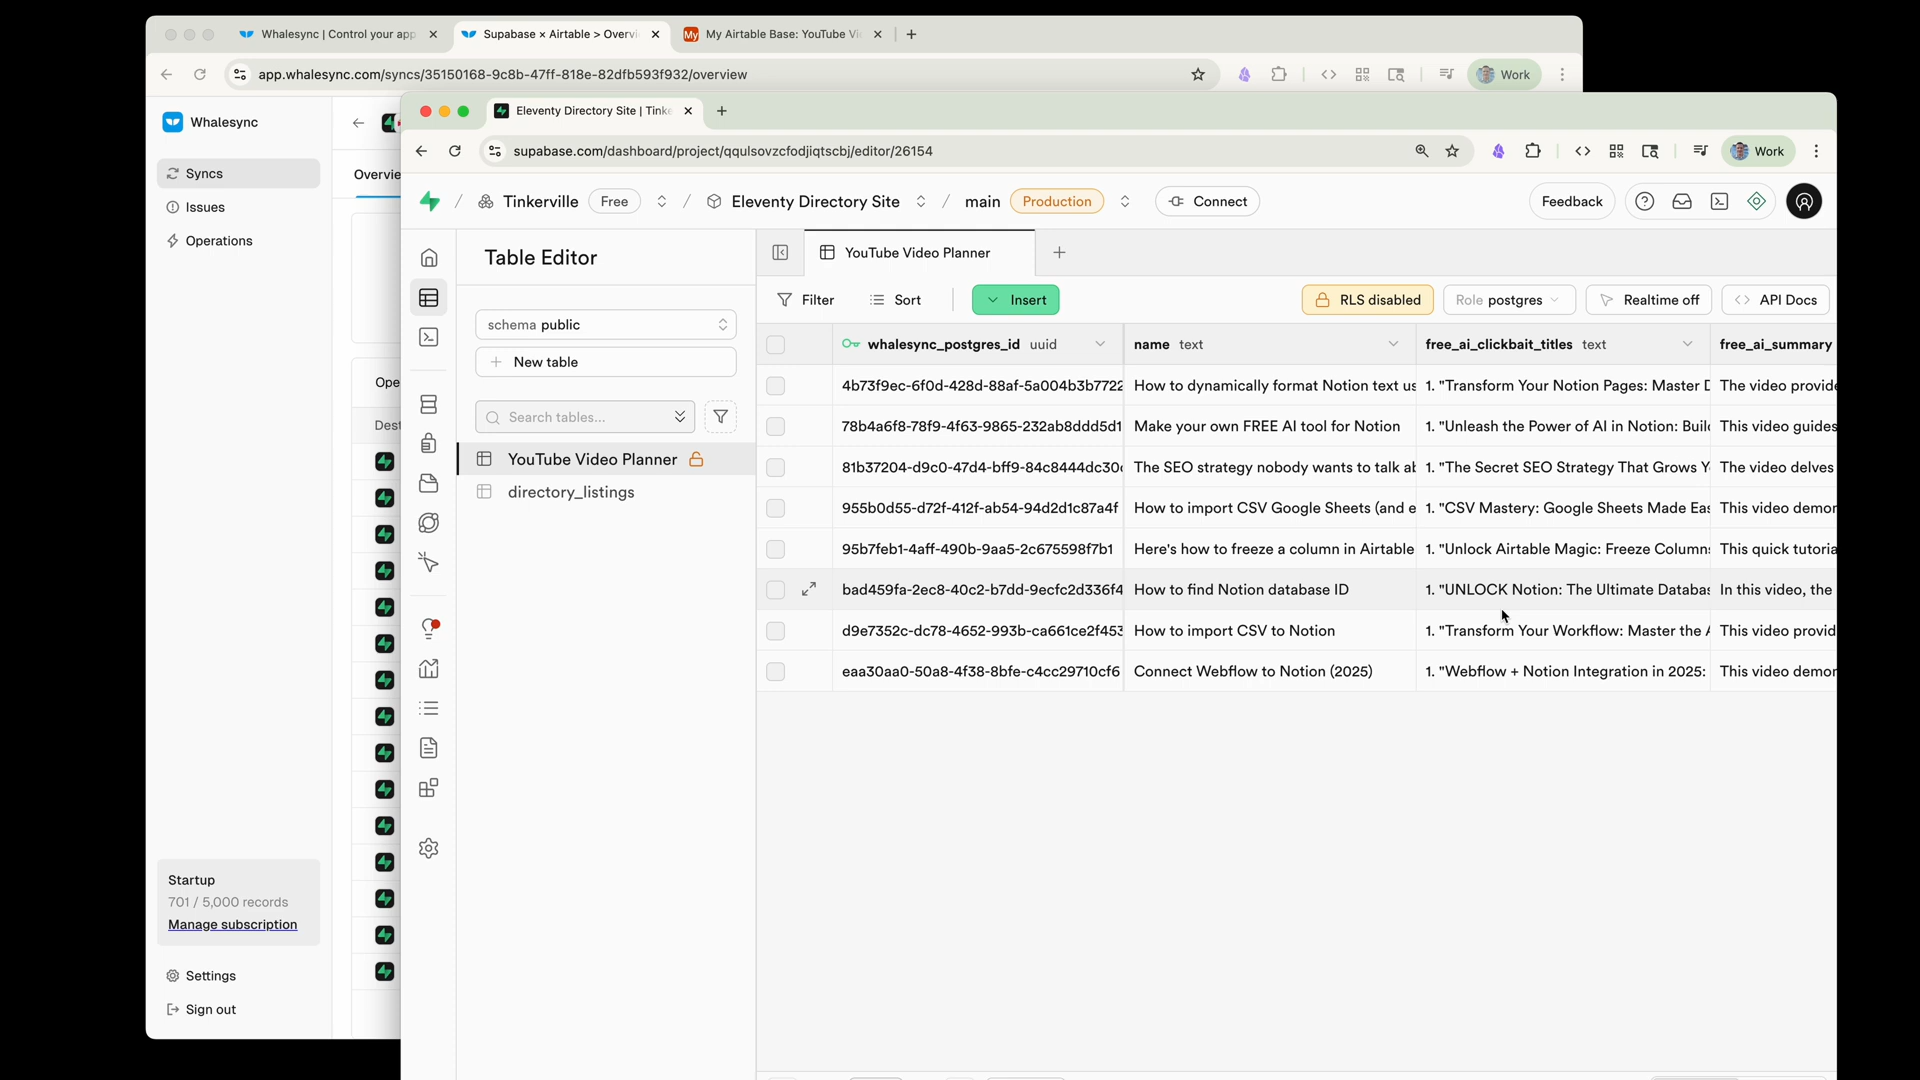 Whalesync | Control your app
Supabase × Airtable > Overvi
My Airtable Base: YouTube Vi
app.whalesync.com/syncs/35150168-9c8b-47ff-818e-82dfb593f932/overview
Work
Whalesync
Syncs
Issues
Operations
Overvie
Ope
Dest
Startup
701 / 5,000 records
Manage subscription
Settings
Sign out
Eleventy Directory Site | Tinke
supabase.com/dashboard/project/qqulsovzcfodjiqtscbj/editor/26154
Work
/ Tinkerville Free / Eleventy Directory Site / main Production Connect
Feedback
Table Editor
schema public
New table
Search tables...
YouTube Video Planner
directory_listings
YouTube Video Planner
Filter Sort Insert RLS disabled Role postgres Realtime off API Docs
whalesync_postgres_id uuid name text free_ai_clickbait_titles text free_ai_summary
4b73f9ec-6f0d-428d-88af-5a004b3b7722 How to dynamically format Notion text us 1. "Transform Your Notion Pages: Master D The video provide
78b4a6f8-78f9-4f63-9865-232ab8ddd5d1 Make your own FREE AI tool for Notion 1. "Unleash the Power of AI in Notion: Buil This video guides
81b37204-d9c0-47d4-bff9-84c8444dc30 The SEO strategy nobody wants to talk ab 1. "The Secret SEO Strategy That Grows Y The video delves
955b0d55-d72f-412f-ab54-94d2d1c87a4f How to import CSV Google Sheets (and e 1. "CSV Mastery: Google Sheets Made Eas This video demor
95b7feb1-4aff-490b-9aa5-2c675598f7b1 Here's how to freeze a column in Airtable 1. "Unlock Airtable Magic: Freeze Column This quick tutoria
bad459fa-2ec8-40c2-b7dd-9ecfc2d336f4 How to find Notion database ID 1. "UNLOCK Notion: The Ultimate Databas In this video, the
d9e7352c-dc78-4652-993b-ca661ce2f453 How to import CSV to Notion 1. "Transform Your Workflow: Master the A This video provid
eaa30aa0-50a8-4f38-8bfe-c4cc29710cf6 Connect Webflow to Notion (2025) 1. "Webflow + Notion Integration in 2025: This video demor